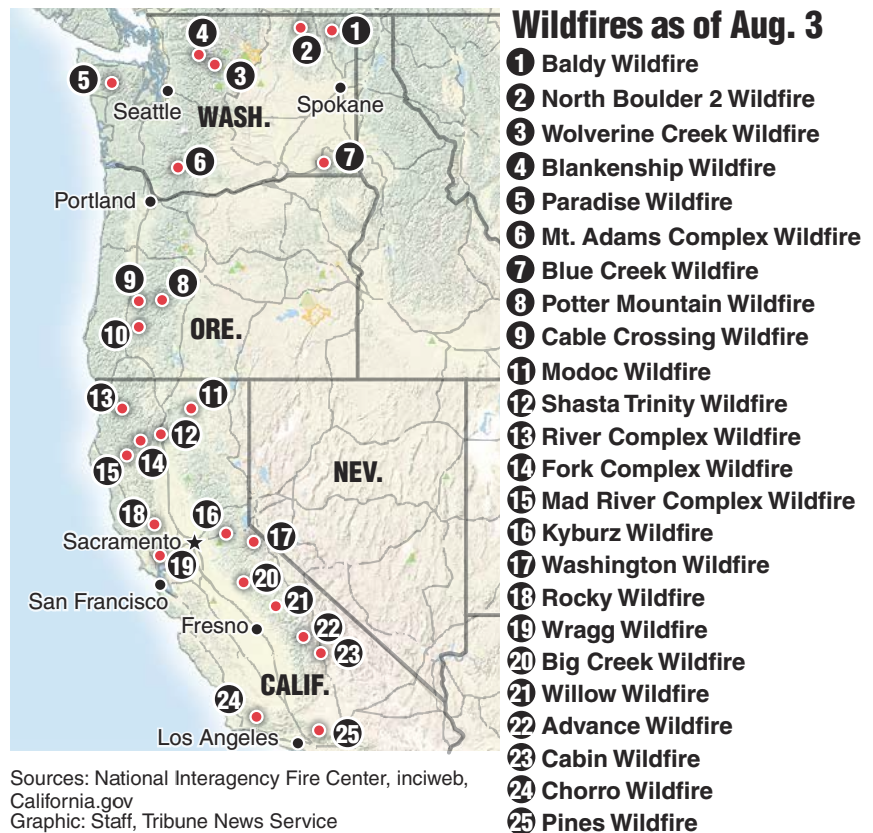 Wildfires as of Aug. 3
1 Baldy Wildfire
2 North Boulder 2 Wildfire
3 Wolverine Creek Wildfire
4 Blankenship Wildfire
5 Paradise Wildfire
6 Mt. Adams Complex Wildfire
7 Blue Creek Wildfire
8 Potter Mountain Wildfire
9 Cable Crossing Wildfire
11 Modoc Wildfire
12 Shasta Trinity Wildfire
13 River Complex Wildfire
14 Fork Complex Wildfire
15 Mad River Complex Wildfire
16 Kyburz Wildfire
17 Washington Wildfire
18 Rocky Wildfire
19 Wragg Wildfire
20 Big Creek Wildfire
21 Willow Wildfire
22 Advance Wildfire
23 Cabin Wildfire
24 Chorro Wildfire
25 Pines Wildfire
4
1
2
3
5
Seattle
WASH.
Spokane
6
7
Portland
9
8
10
ORE.
13
11
12
15
14
NEV.
18
16
Sacramento
17
19
20
San Francisco
21
Fresno
22
23
CALIF.
24
Los Angeles
25
Sources: National Interagency Fire Center, inciweb,
California.gov
Graphic: Staff, Tribune News Service